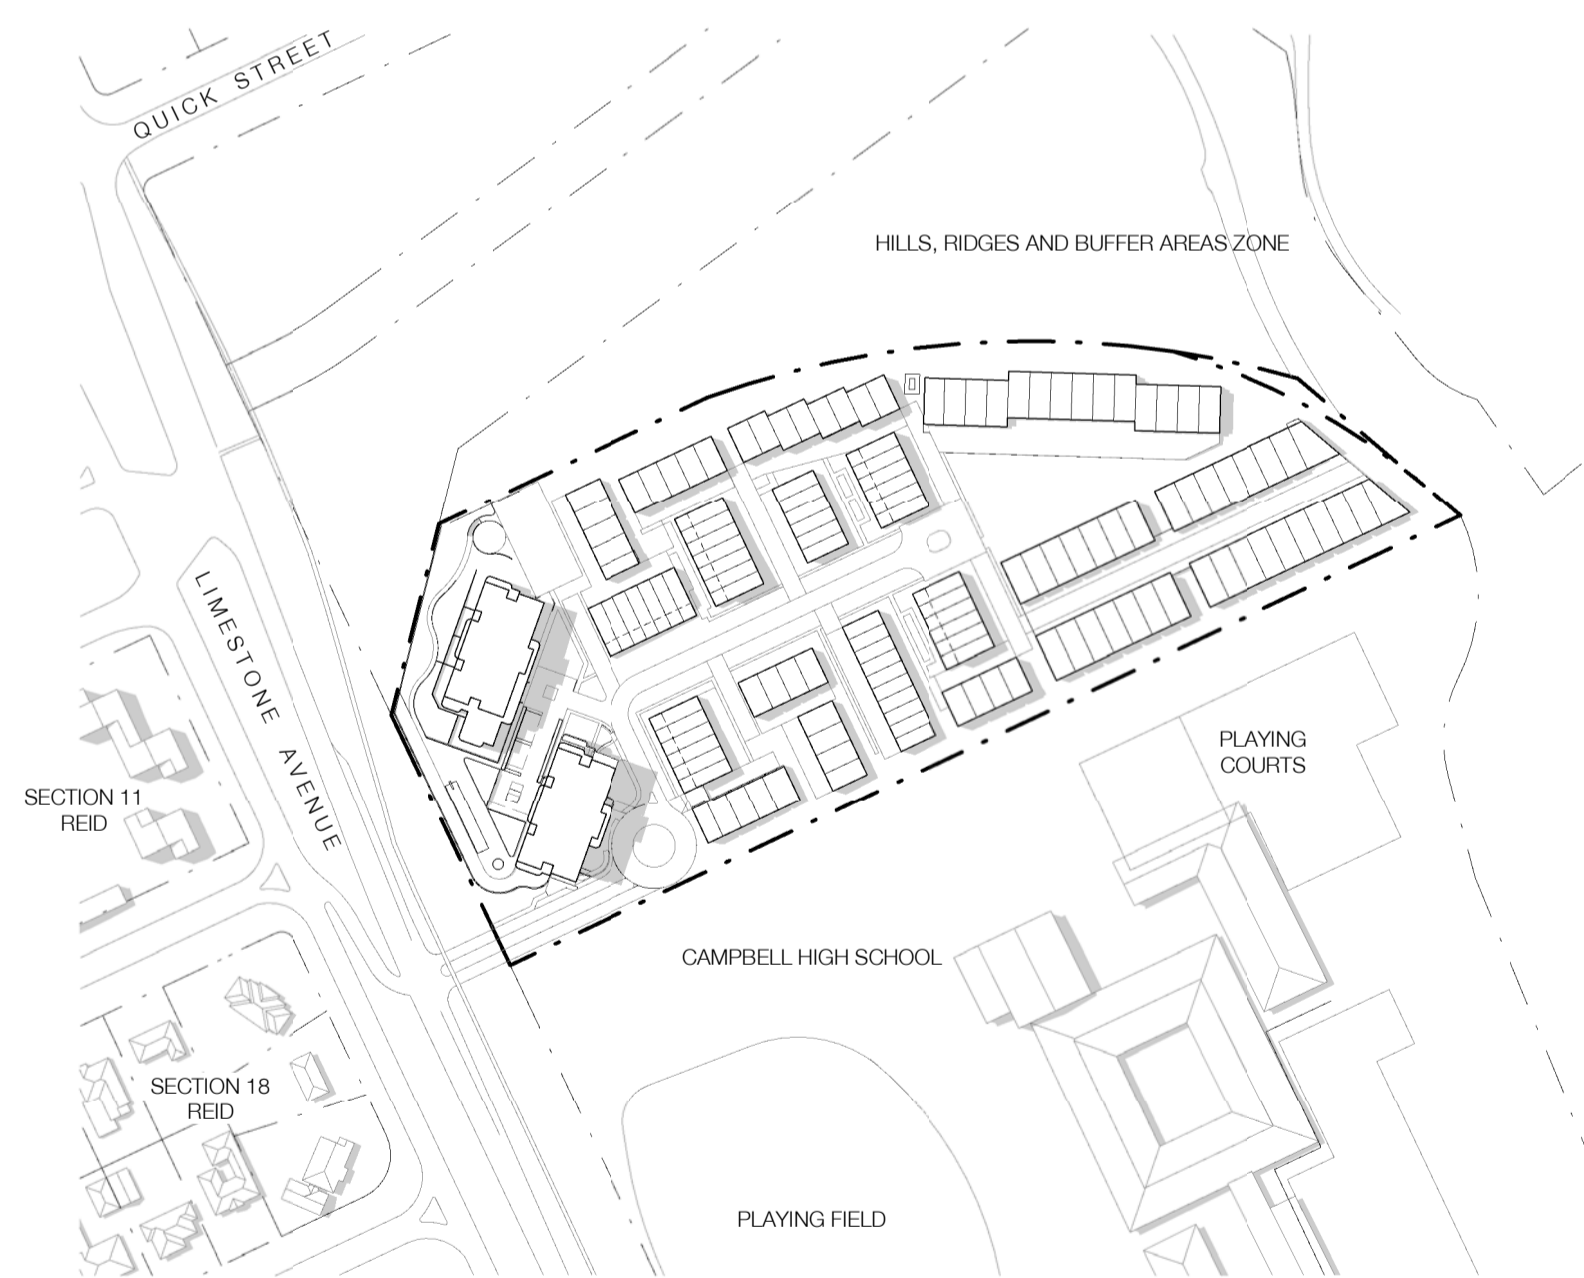 QUICK STREET
HILLS, RIDGES AND BUFFER AREAS ZONE
LIMESTONE AVENUE
PLAYING
COURTS
SECTION 11
REID
CAMPBELL HIGH SCHOOL
SECTION 18
REID
PLAYING FIELD